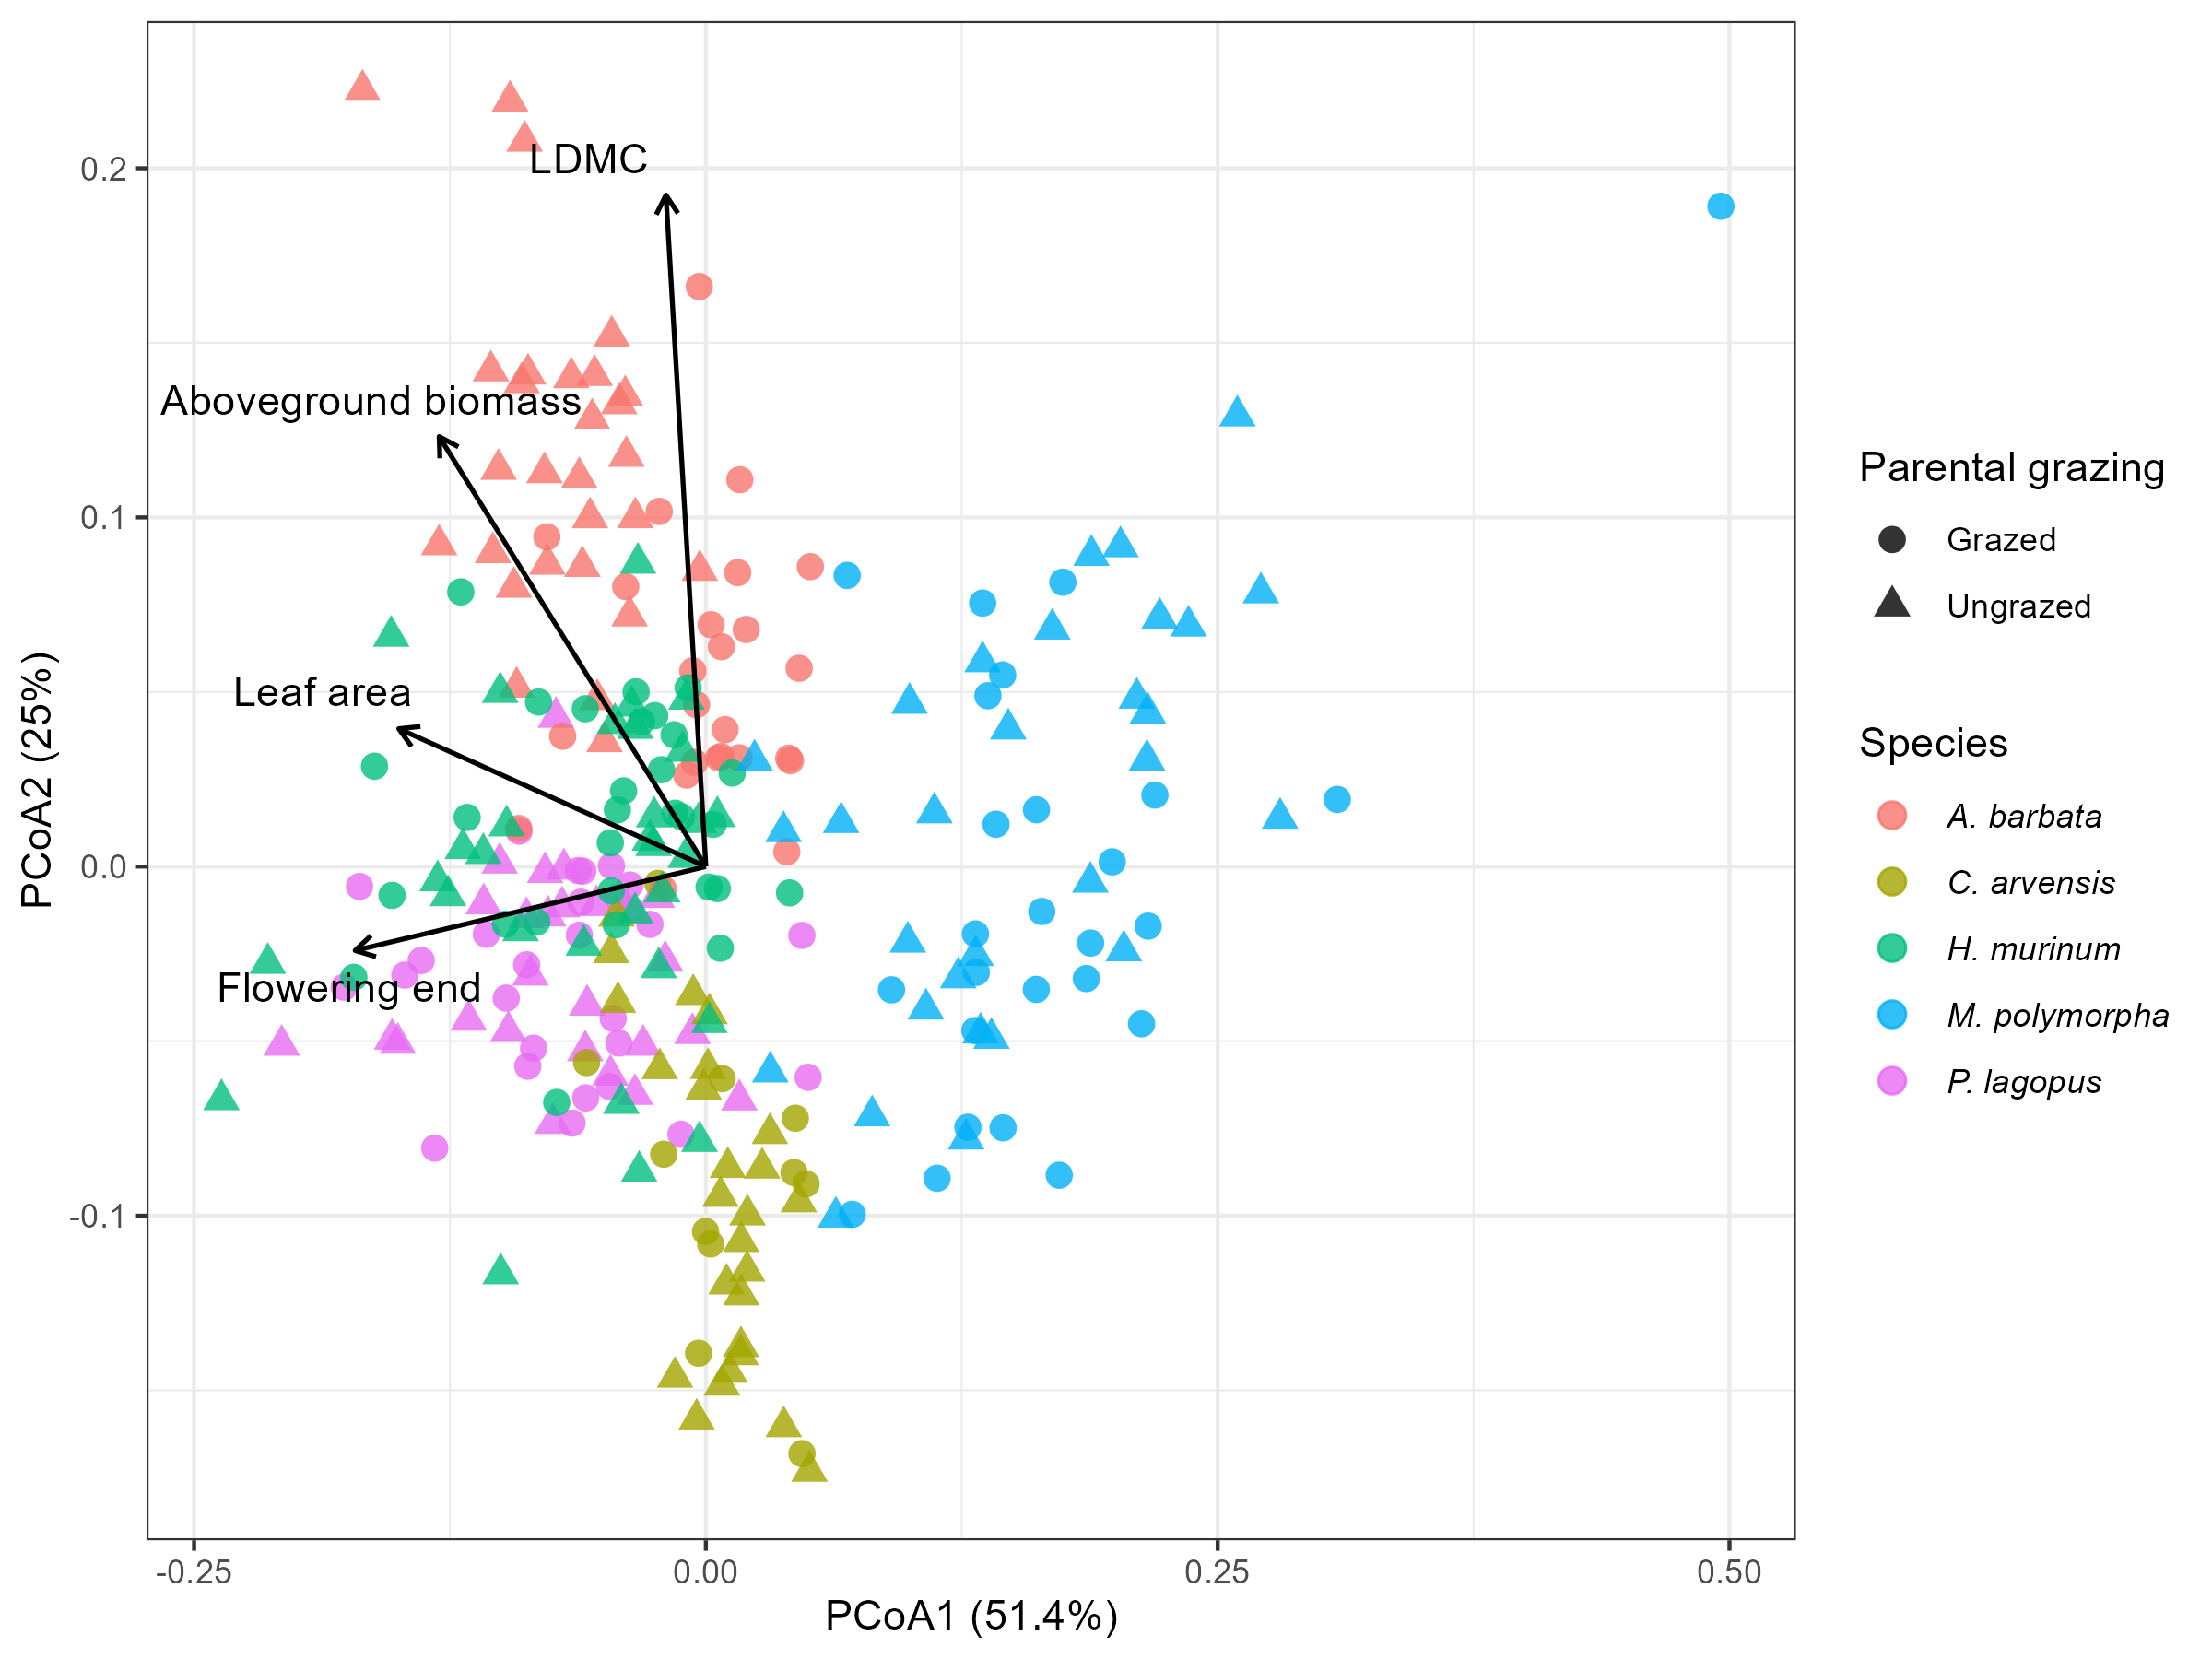 LDMC
Aboveground biomass
Leaf area
Flowering end
0.2
0.1
0.0
-0.1
PCoA2 (25%)
-0.25
0.00
0.25
0.50
PCoA1 (51.4%)
Parental grazing
Grazed
Ungrazed
Species
A. barbata
C. arvensis
H. murinum
M. polymorpha
P. lagopus